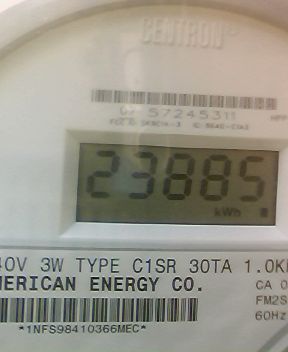 CENTRON
57245311
23885
kWh
40V 3W TYPE C1SR 30TA 1.0K
MERICAN ENERGY CO.
CA 0
FM2S
60Hz
*1NFS98410366MEC*